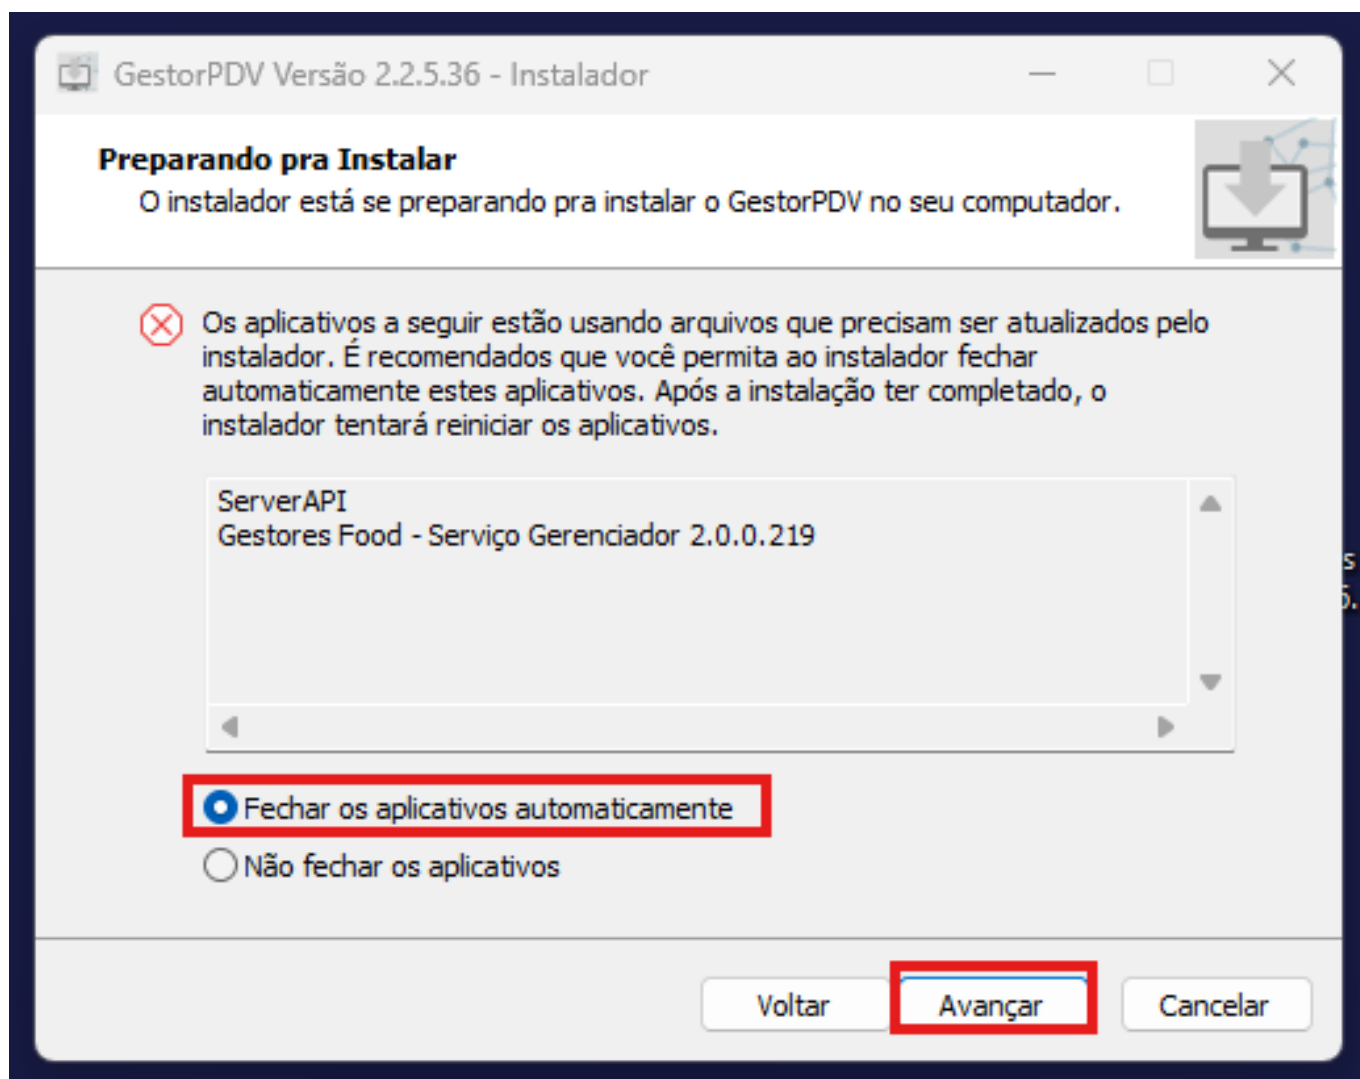 GestorPDV Versão 2.2.5.36 - Instalador
Preparando pra Instalar
O instalador está se preparando pra instalar o GestorPDV no seu computador.
Os aplicativos a seguir estão usando arquivos que precisam ser atualizados pelo
instalador. É recomendados que você permita ao instalador fechar
automaticamente estes aplicativos. Após a instalação ter completado, o
instalador tentará reiniciar os aplicativos.
ServerAPI
Gestores Food - Serviço Gerenciador 2.0.0.219
Fechar os aplicativos automaticamente
Não fechar os aplicativos
Voltar
Avançar
Cancelar